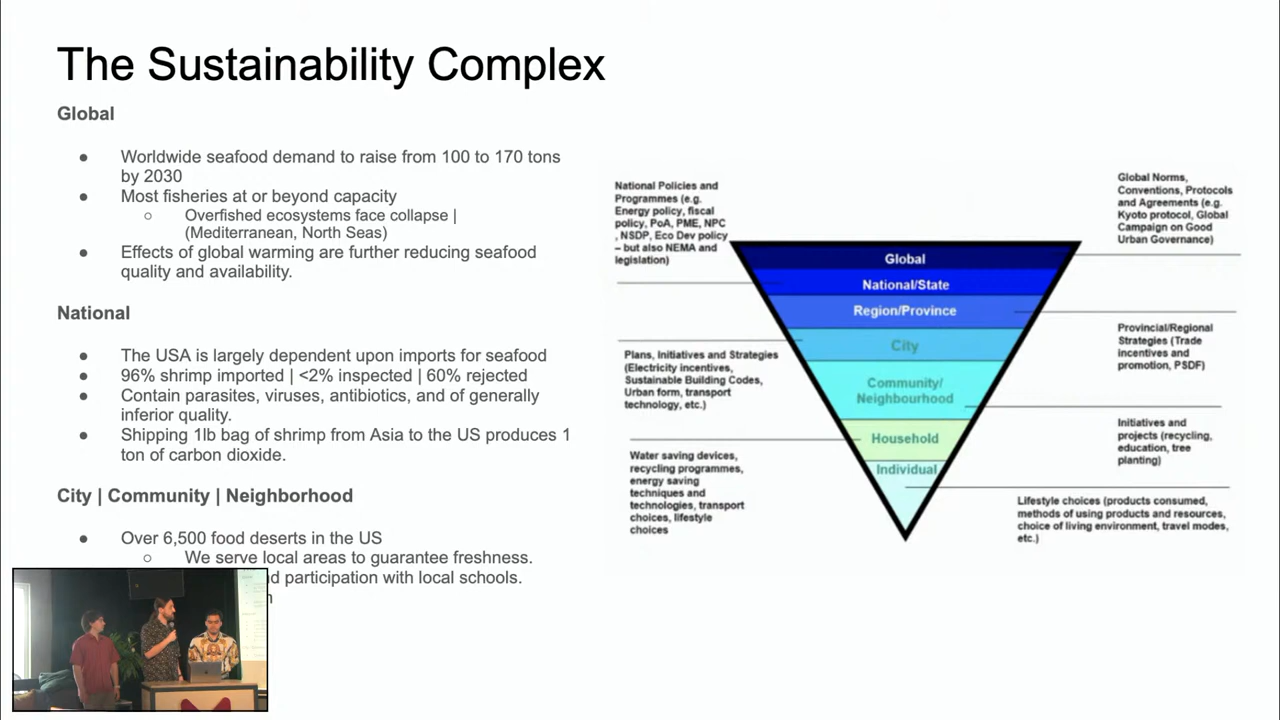 The Sustainability Complex
Global
● Worldwide seafood demand to raise from 100 to 170 tons
by 2030
● Most fisheries at or beyond capacity
○ Overfished ecosystems face collapse |
(Mediterranean, North Seas)
● Effects of global warming are further reducing seafood
quality and availability.
National
● The USA is largely dependent upon imports for seafood
● 96% shrimp imported | <2% inspected | 60% rejected
● Contain parasites, viruses, antibiotics, and of generally
inferior quality.
● Shipping 1lb bag of shrimp from Asia to the US produces 1
ton of carbon dioxide.
City | Community | Neighborhood
● Over 6,500 food deserts in the US
○ We serve local areas to guarantee freshness.
participation with local schools.
National Policies and
Programmes (e.g.
Energy policy, fiscal
policy, PoA, PME, NPC
, NSDP, Eco Dev policy
– but also NEMA and
legislation)
Plans, Initiatives and Strategies
(Electricity incentives,
Sustainable Building Codes,
Urban form, transport
technology, etc.)
Water saving devices,
recycling programmes,
energy saving
techniques and
technologies, transport
choices, lifestyle
choices
Global
National/State
Region/Province
City
Community/
Neighbourhood
Household
Individual
Global Norms,
Conventions, Protocols
and Agreements (e.g.
Kyoto protocol, Global
Campaign on Good
Urban Governance)
Provincial/Regional
Strategies (Trade
incentives and
promotion, PSDF)
Initiatives and
projects (recycling,
education, tree
planting)
Lifestyle choices (products consumed,
methods of using products and resources,
choice of living environment, travel modes,
etc.)